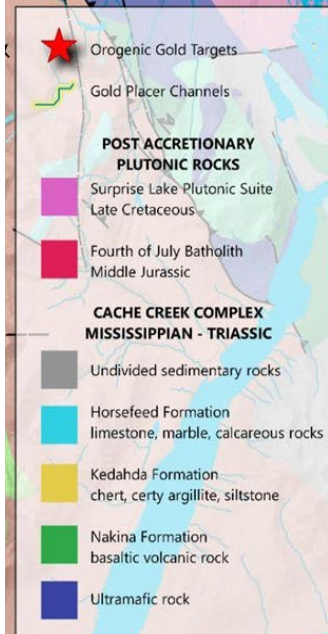 Orogenic Gold Targets
Gold Placer Channels
POST ACCRETIONARY
PLUTONIC ROCKS
Surprise Lake Plutonic Suite
Late Cretaceous
Fourth of July Batholith
Middle Jurassic
CACHE CREEK COMPLEX
MISSISSIPPIAN - TRIASSIC
Undivided sedimentary rocks
Horsefeed Formation
limestone, marble, calcareous rocks
Kedahda Formation
chert, certy argillite, siltstone
Nakina Formation
basaltic volcanic rock
Ultramafic rock